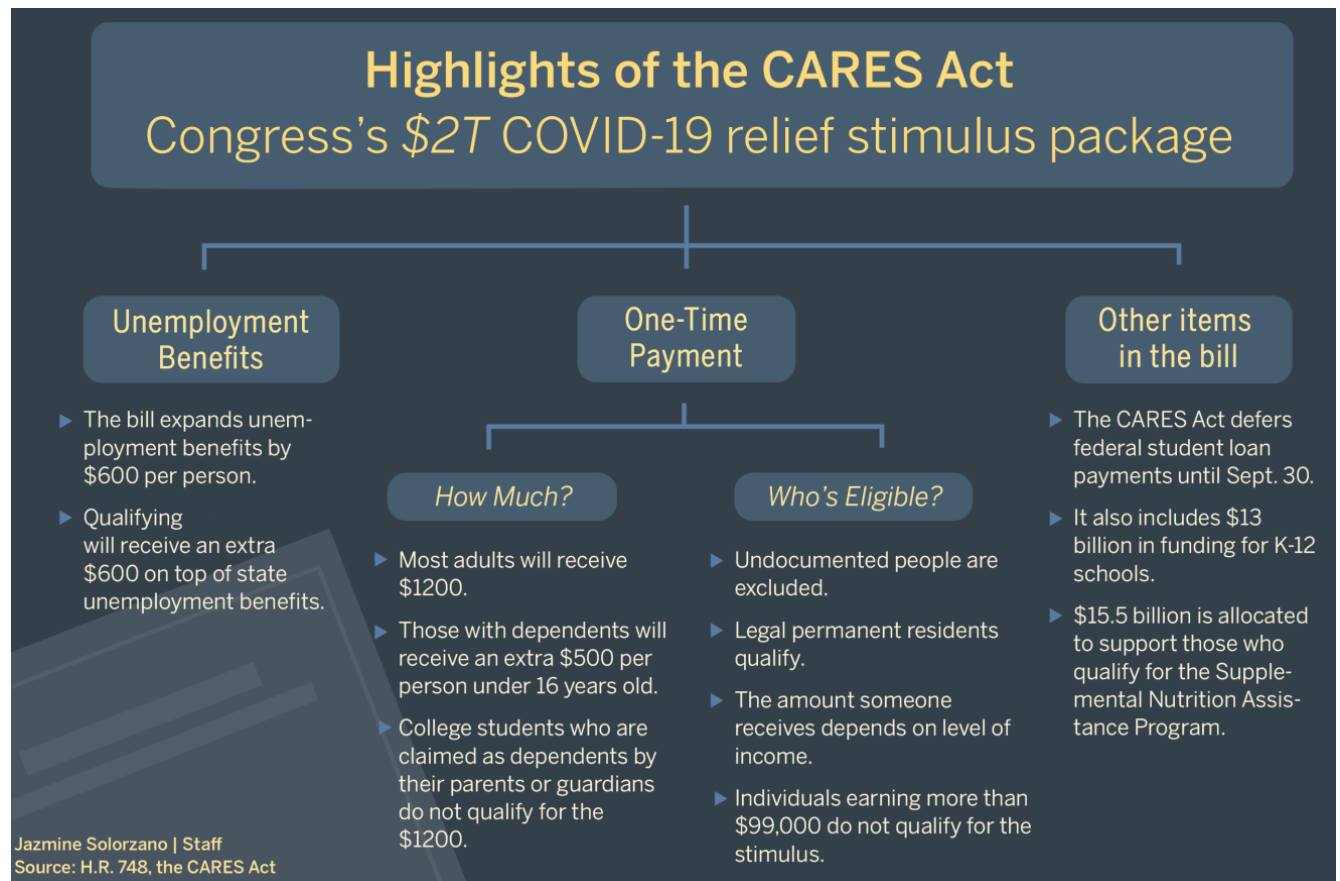 Highlights of the CARES Act
Congress's $2T COVID-19 relief stimulus package
Unemployment
Benefits
The bill expands unem-
ployment benefits by
$600 per person.
Qualifying
will receive an extra
$600 on top of state
unemployment benefits.
One-Time
Payment
How Much?
Most adults will receive
$1200.
Those with dependents will
receive an extra $500 per
person under 16 years old.
College students who are
claimed as dependents by
their parents or guardians
do not qualify for the
$1200.
Who's Eligible?
Undocumented people are
excluded.
Legal permanent residents
qualify.
The amount someone
receives depends on level of
income.
Individuals earning more than
$99,000 do not qualify for the
stimulus.
Other items
in the bill
The CARES Act defers
federal student loan
payments until Sept. 30.
It also includes $13
billion in funding for K-12
schools.
$15.5 billion is allocated
to support those who
qualify for the Supple-
mental Nutrition Assis-
tance Program.
Jazmine Solorzano | Staff
Source: H.R. 748, the CARES Act